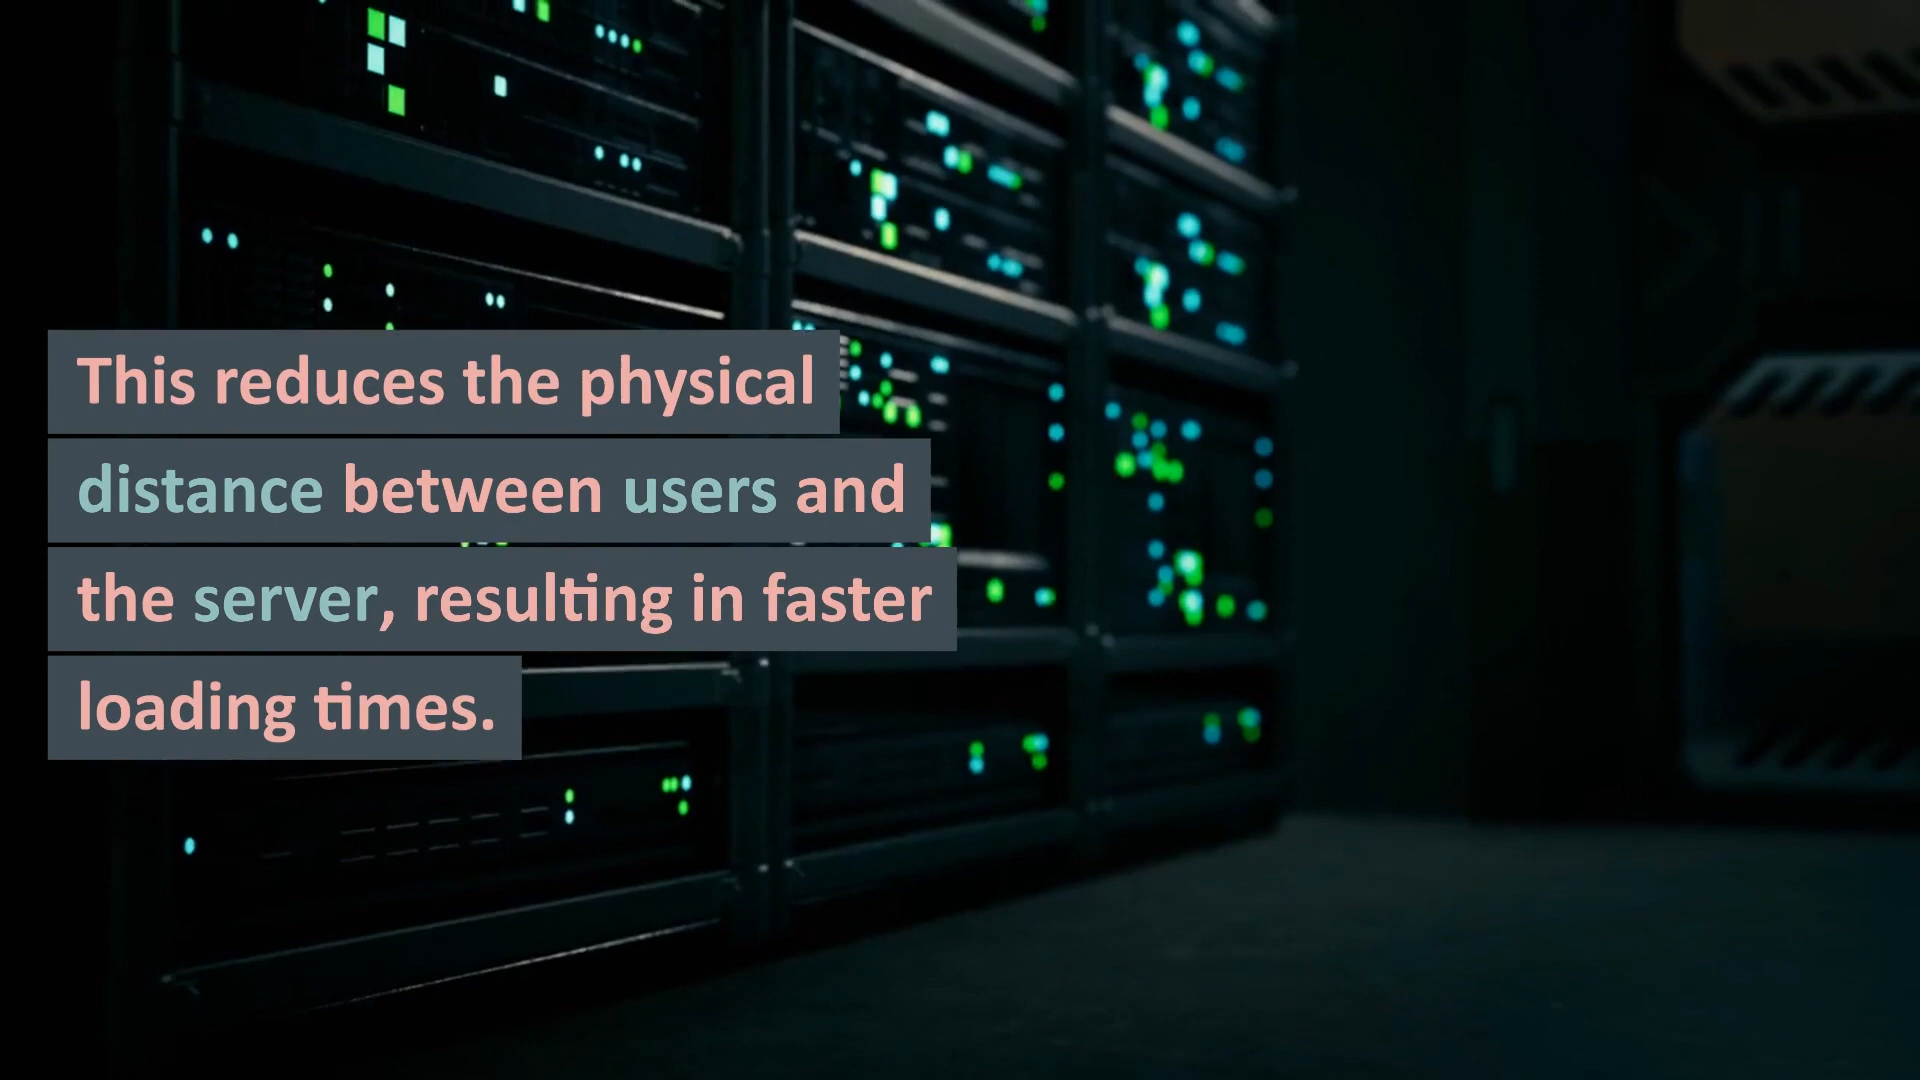 This reduces the physical
distance between users and
the server, resulting in faster
loading times.